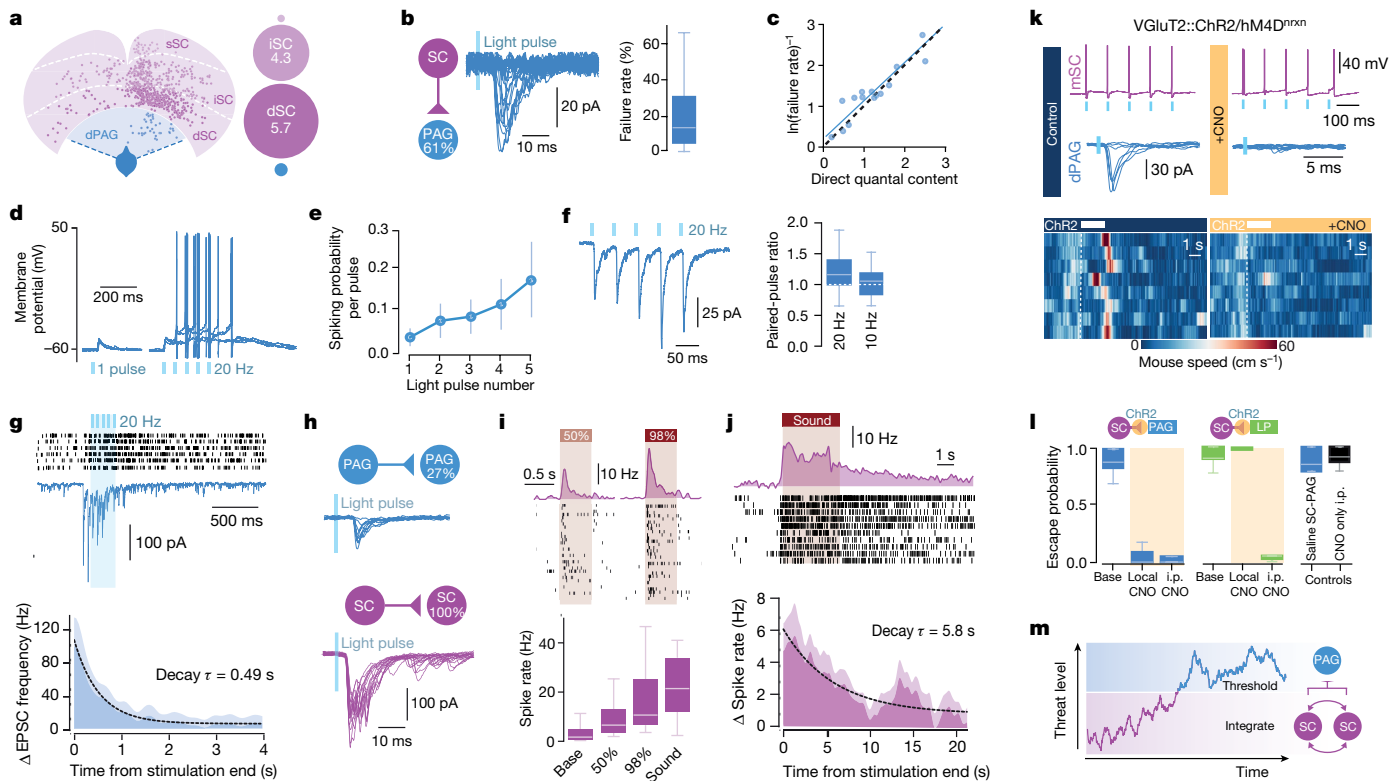 a
sSC
iSC
dSC
dPAG
iSC
4.3
dSC
5.7
b
SC
PAG
61%
Light pulse
20 pA
10 ms
Failure rate (%)
60
40
20
0
c
ln(failure rate)⁻¹
3
2
1
0
0
1
2
3
Direct quantal content
d
Membrane
potential (mV)
50
−60
200 ms
1 pulse
20 Hz
e
Spiking probability
per pulse
0.3
0.2
0.1
0.0
1
2
3
4
5
Light pulse number
f
20 Hz
25 pA
50 ms
Paired-pulse ratio
2.0
1.5
1.0
0.5
0.0
20 Hz
10 Hz
g
20 Hz
500 ms
100 pA
Δ EPSC frequency (Hz)
120
80
40
0
0
1
2
3
4
Decay τ = 0.49 s
Time from stimulation end (s)
h
PAG
PAG
27%
Light pulse
SC
SC
100%
Light pulse
100 pA
10 ms
i
50%
98%
0.5 s
10 Hz
Spike rate (Hz)
40
20
0
Base
50%
98%
Sound
j
Sound
10 Hz
1 s
Δ Spike rate (Hz)
8
6
4
2
0
0
5
10
15
20
Decay τ = 5.8 s
Time from stimulation end (s)
k
VGluT2::ChR2/hM4Dⁿʳˣⁿ
Control
mSC
dPAG
30 pA
+CNO
40 mV
100 ms
5 ms
ChR2
1 s
ChR2
+CNO
1 s
0
60
Mouse speed (cm s⁻¹)
l
ChR2
SC
PAG
ChR2
SC
LP
Escape probability
1.0
0.5
0.0
Base
Local
CNO
i.p.
CNO
Base
Local
CNO
i.p.
CNO
Saline SC–PAG
CNO only i.p.
Controls
m
Threat level
Threshold
Integrate
Time
PAG
SC
SC